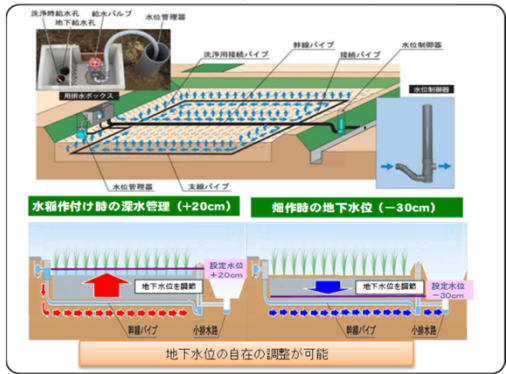 洗浄時給水孔
地下給水孔
給水バルブ
水位管理器
用排水ボックス
洗浄用接続パイプ
幹線パイプ
接続パイプ
水位制御器
水位制御器
水位管理器
支線パイプ
水稲作付け時の深水管理（＋20cm）
畑作時の地下水位（－30cm）
設定水位
＋20cm
地下水位を調節
幹線パイプ
小排水路
地下水位を調節
設定水位
－30cm
幹線パイプ
小排水路
地下水位の自在の調整が可能